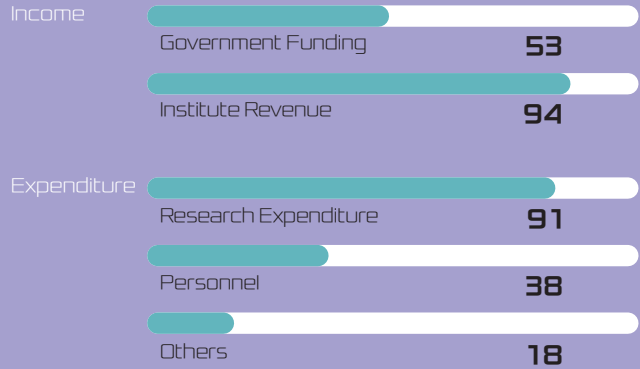 Income
Government Funding 53
Institute Revenue 94
Expenditure
Research Expenditure 91
Personnel 38
Others 18